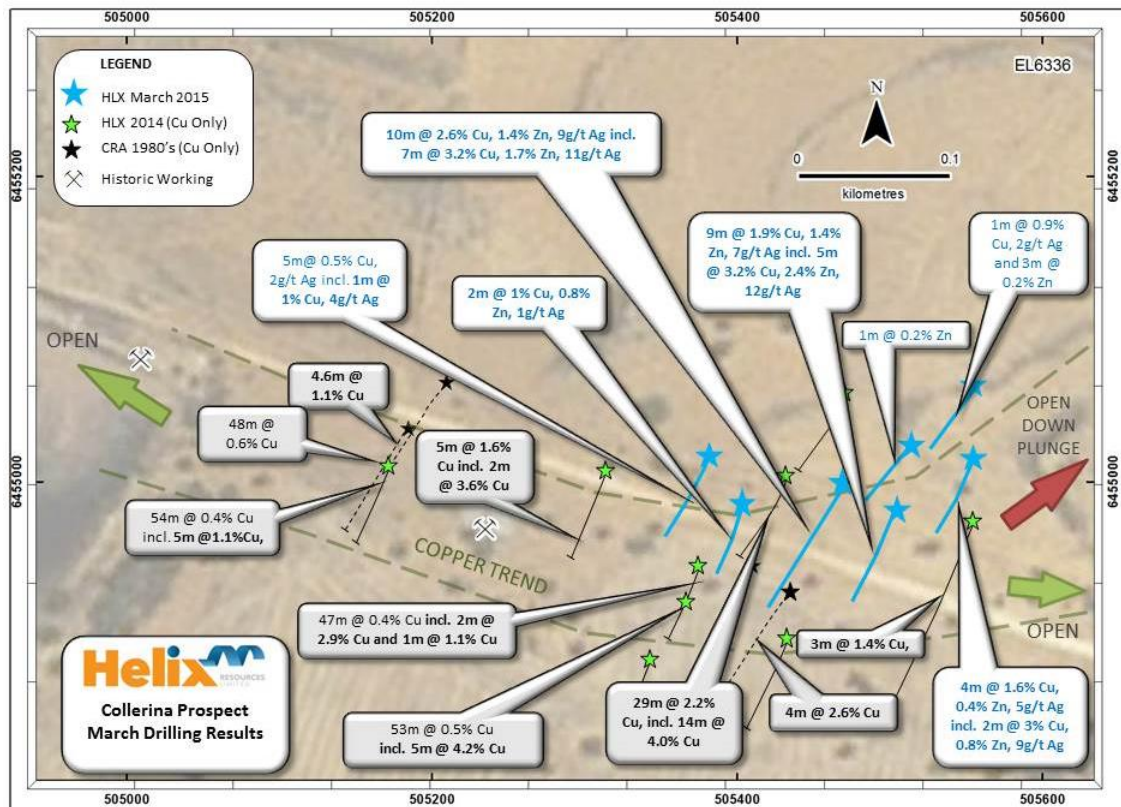 505000
505200
505400
505600
LEGEND
HLX March 2015
HLX 2014 (Cu Only)
CRA 1980's (Cu Only)
Historic Working
EL6336
N
0
0.1
kilometres
6455200
6455200
10m @ 2.6% Cu, 1.4% Zn, 9g/t Ag incl.
7m @ 3.2% Cu, 1.7% Zn, 11g/t Ag
9m @ 1.9% Cu, 1.4%
Zn, 7g/t Ag incl. 5m
@ 3.2% Cu, 2.4% Zn,
12g/t Ag
1m @ 0.9%
Cu, 2g/t Ag
and 3m @
0.2% Zn
5m@ 0.5% Cu,
2g/t Ag incl. 1m @
1% Cu, 4g/t Ag
2m @ 1% Cu, 0.8%
Zn, 1g/t Ag
1m @ 0.2% Zn
OPEN
4.6m @
1.1% Cu
48m @
0.6% Cu
5m @ 1.6%
Cu incl. 2m
@ 3.6% Cu
OPEN
DOWN
PLUNGE
6455000
6455000
54m @ 0.4% Cu
incl. 5m @1.1%Cu,
COPPER TREND
47m @ 0.4% Cu incl. 2m @
2.9% Cu and 1m @ 1.1% Cu
3m @ 1.4% Cu,
OPEN
Helix
RESOURCES
LIMITED
Collerina Prospect
March Drilling Results
53m @ 0.5% Cu
incl. 5m @ 4.2% Cu
29m @ 2.2%
Cu, incl. 14m @
4.0% Cu
4m @ 2.6% Cu
4m @ 1.6% Cu,
0.4% Zn, 5g/t Ag
incl. 2m @ 3% Cu,
0.8% Zn, 9g/t Ag
505000
505200
505400
505600